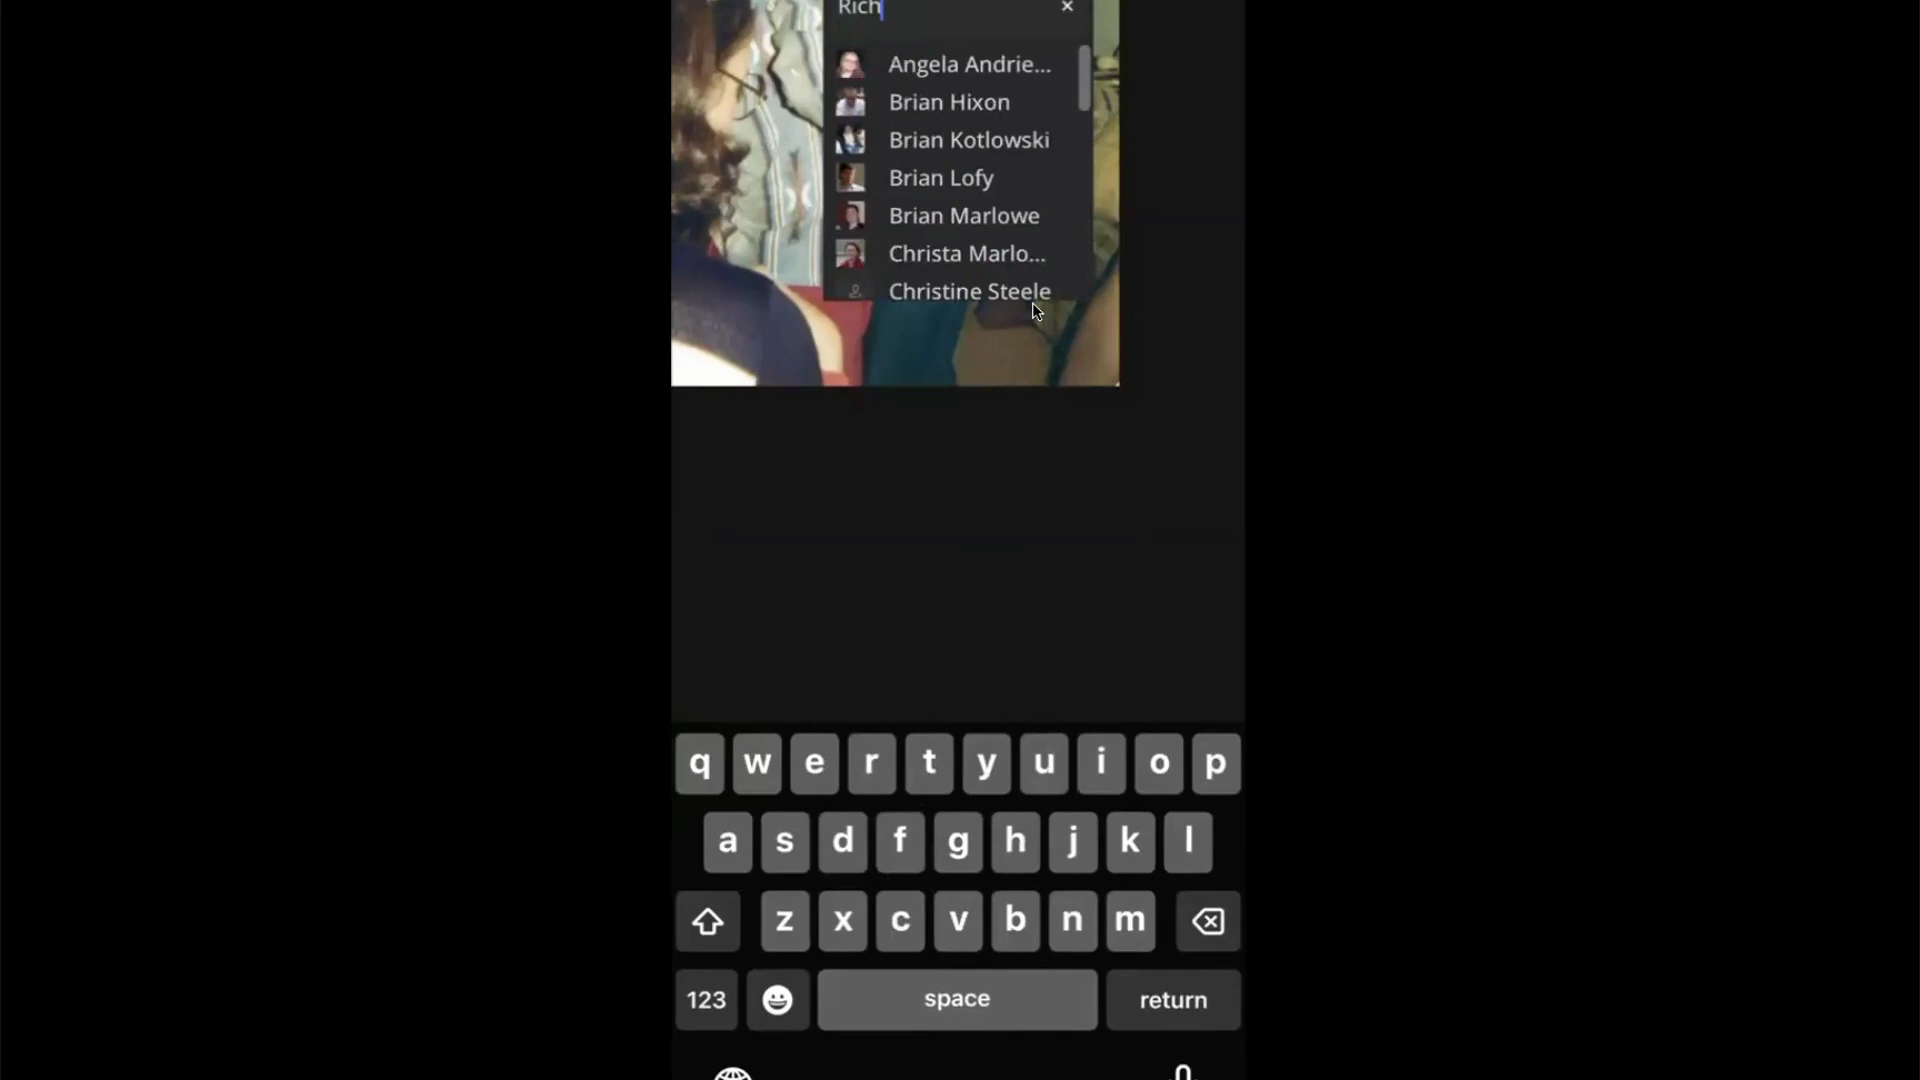 Rich
Angela Andrie...
Brian Hixon
Brian Kotlowski
Brian Lofy
Brian Marlowe
Christa Marlo...
Christine Steele
q w e r t y u i o p
a s d f g h j k l
z x c v b n m
123 space return